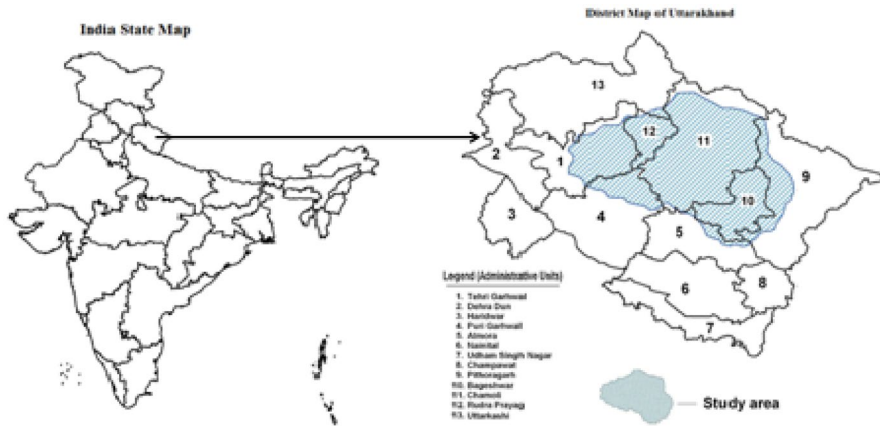 India State Map
District Map of Uttarakhand
13
12
11
2
1
9
10
3
4
5
6
8
7
Legend (Administrative Units)
1. Tehri Garhwal
2. Dehra Dun
3. Haridwar
4. Puri Garhwall
5. Almora
6. Nainital
7. Udham Singh Nagar
8. Champawat
9. Pithoragarh
10. Bageshwar
11. Chamoli
12. Rudra Prayagj
13. Uttarkashi
Study area